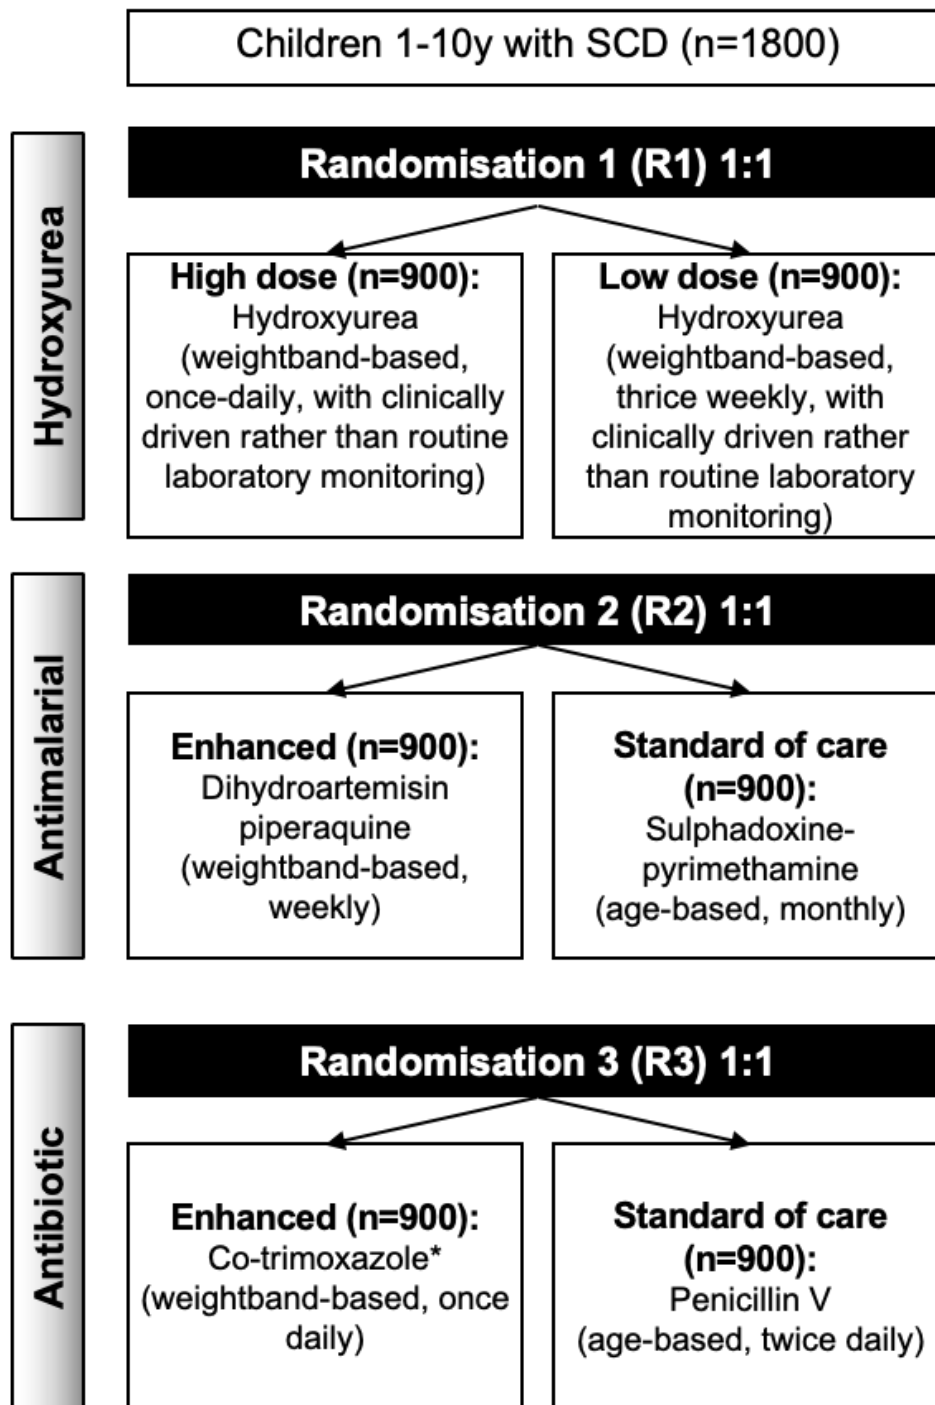 Children 1-10y with SCD (n=1800)
Hydroxyurea
Randomisation 1 (R1) 1:1
High dose (n=900):
Hydroxyurea
(weightband-based,
once-daily, with clinically
driven rather than routine
laboratory monitoring)
Low dose (n=900):
Hydroxyurea
(weightband-based,
thrice weekly, with
clinically driven rather
than routine laboratory
monitoring)
Antimalarial
Randomisation 2 (R2) 1:1
Enhanced (n=900):
Dihydroartemisin
piperaquine
(weightband-based,
weekly)
Standard of care
(n=900):
Sulphadoxine-
pyrimethamine
(age-based, monthly)
Antibiotic
Randomisation 3 (R3) 1:1
Enhanced (n=900):
Co-trimoxazole*
(weightband-based, once
daily)
Standard of care
(n=900):
Penicillin V
(age-based, twice daily)